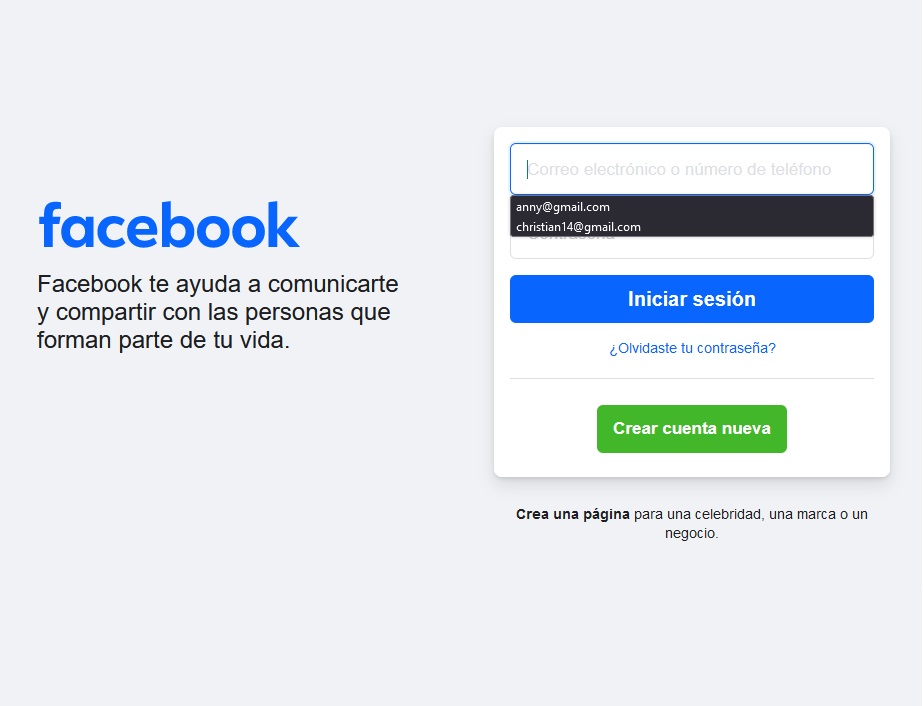 facebook
Facebook te ayuda a comunicarte
y compartir con las personas que
forman parte de tu vida.
Correo electrónico o número de teléfono
anny@gmail.com
christian14@gmail.com
Iniciar sesión
¿Olvidaste tu contraseña?
Crear cuenta nueva
Crea una página para una celebridad, una marca o un
negocio.